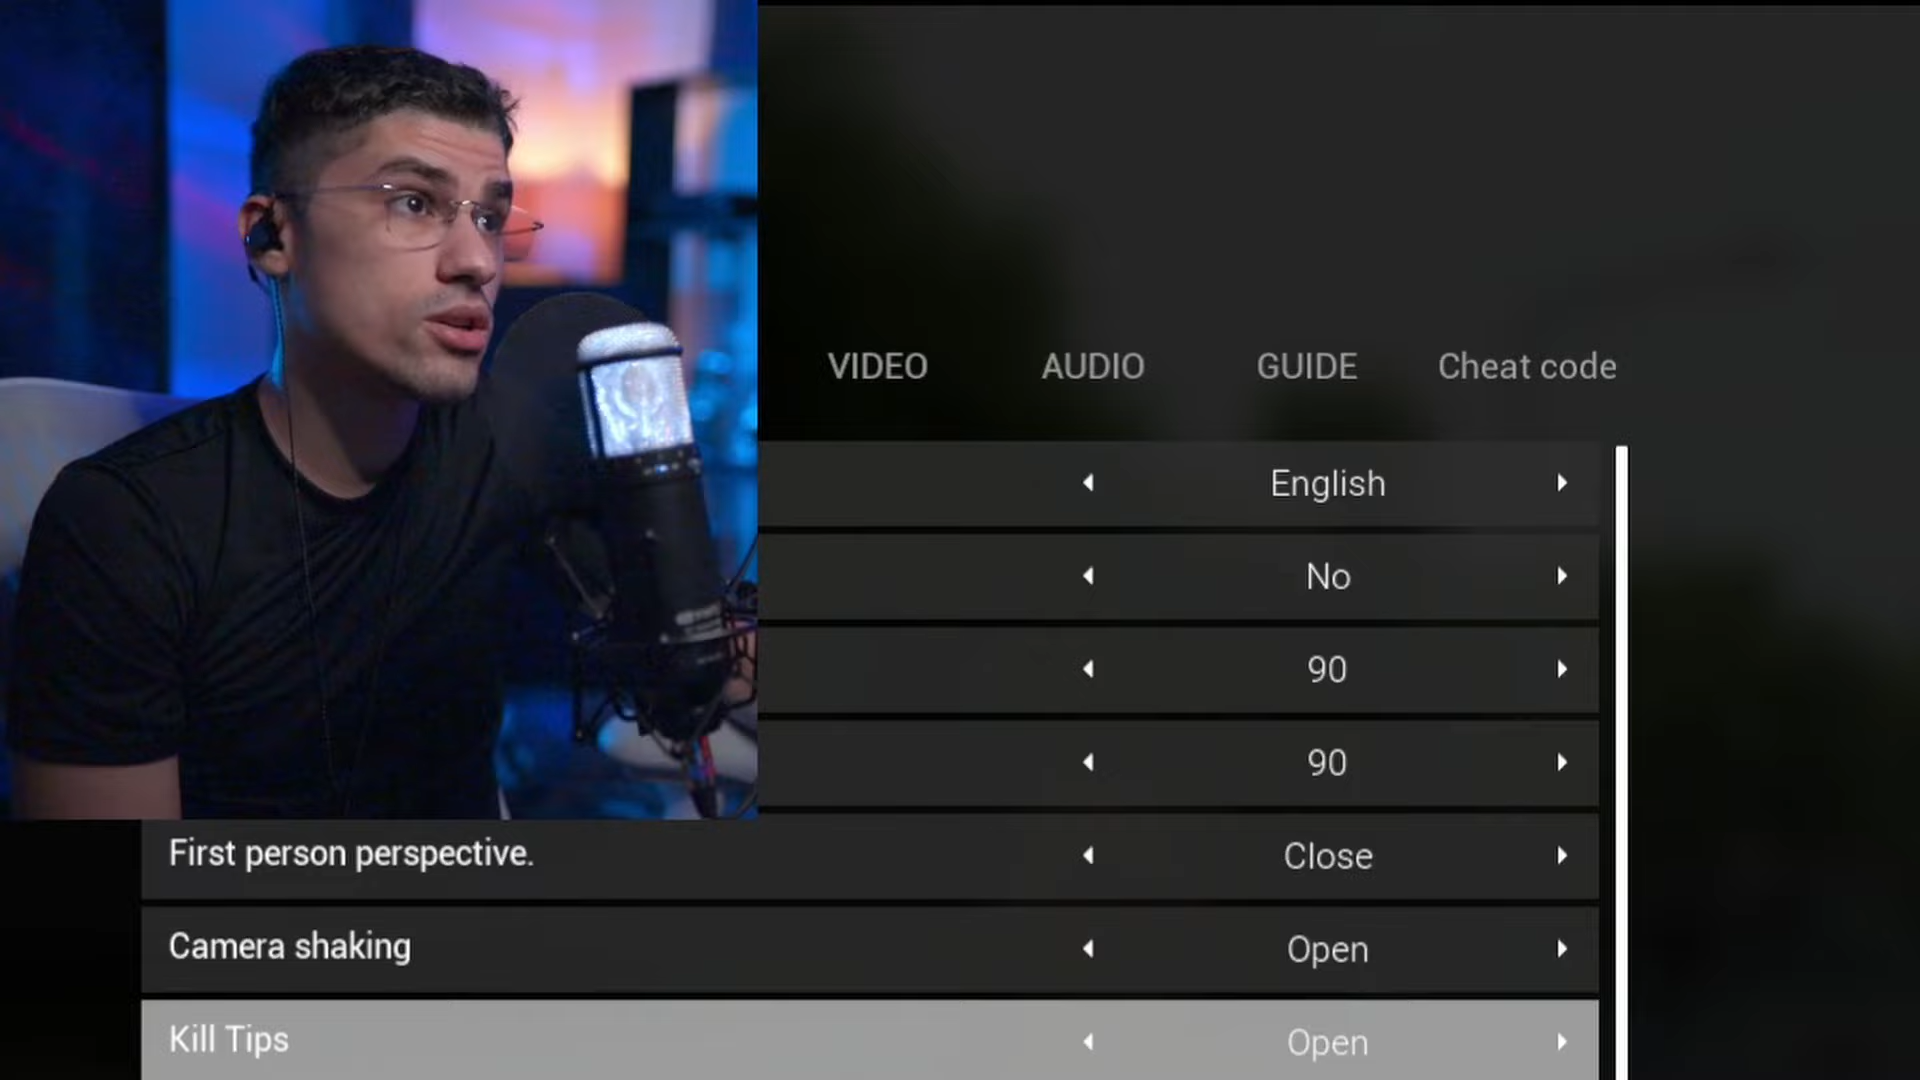 VIDEO AUDIO GUIDE Cheat code
English
No
90
90
First person perspective. Close
Camera shaking Open
Kill Tips Open